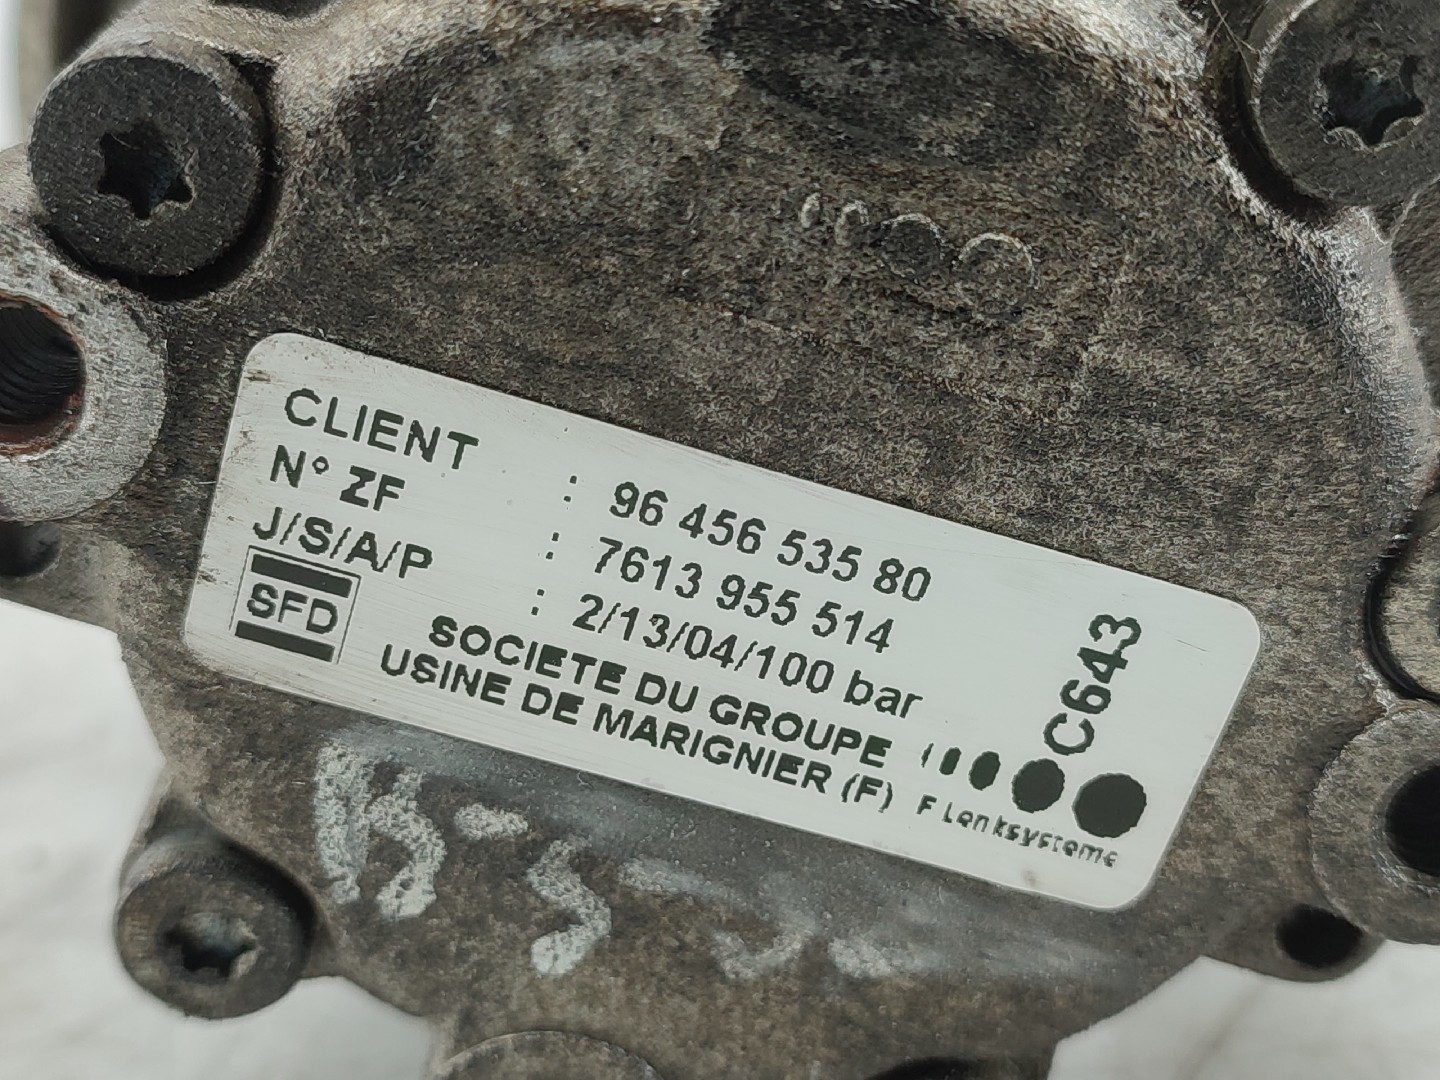 CLIENT : 96 456 535 80
N° ZF : 7613 955 514
J/S/A/P : 2/13/04/100 bar
SFD
SOCIETE DU GROUPE
USINE DE MARIGNIER (F)
C643
F Lenksysteme